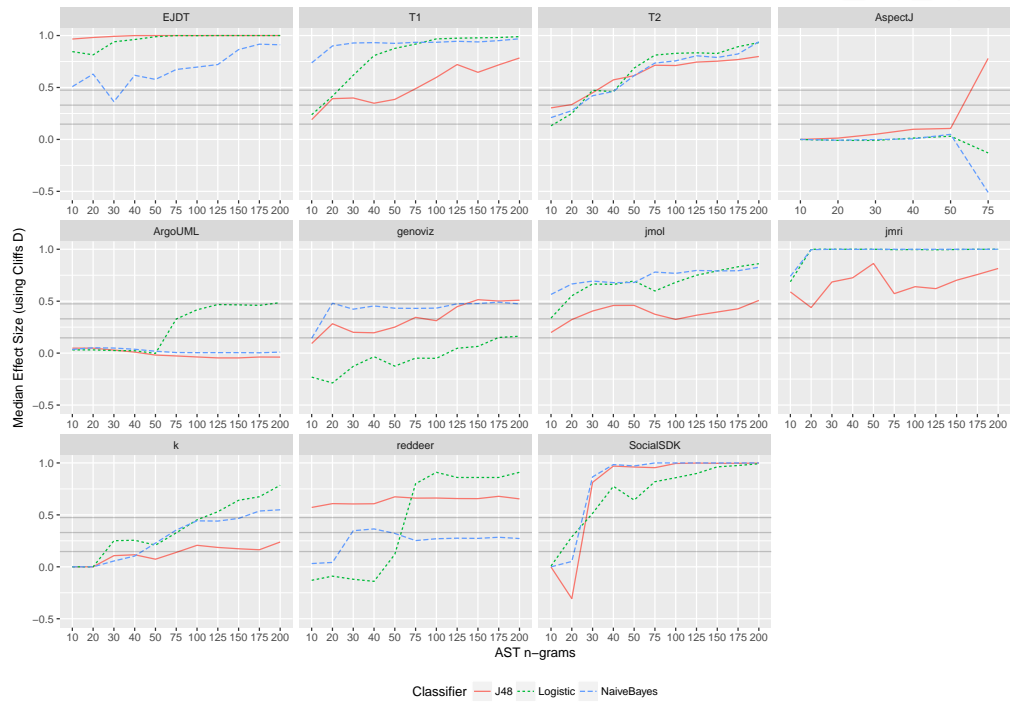 EJDT T1 T2 AspectJ
1.0
0.5
0.0
−0.5
10 20 30 40 50 75 100 125 150 175 200 10 20 30 40 50 75 100 125 150 175 200 10 20 30 40 50 75 100 125 150 175 200 10 20 30 40 50 75
ArgoUML genoviz jmol jmri
1.0
0.5
0.0
−0.5
10 20 30 40 50 75 100 125 150 175 200 10 20 30 40 50 75 100 125 150 175 200 10 20 30 40 50 75 100 125 150 175 200 10 20 30 40 50 75 100 125 150 175 200
k reddeer SocialSDK
1.0
0.5
0.0
−0.5
10 20 30 40 50 75 100 125 150 175 200 10 20 30 40 50 75 100 125 150 175 200 10 20 30 40 50 75 100 125 150 175 200
Median Effect Size (using Cliffs D)
AST n−grams
Classifier J48 Logistic NaiveBayes